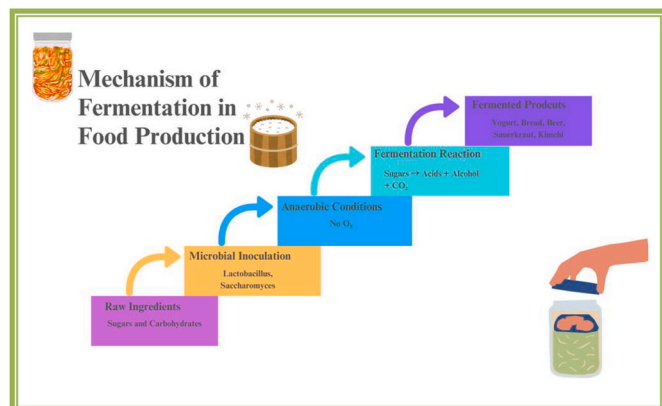 Mechanism of
Fermentation in
Food Production
Fermented Prodcuts
Yogurt, Bread, Beer,
Sauerkraut, Kimchi
Fermentation Reaction
Sugars → Acids + Alcohol
+ CO₂
Anaerobic Conditions
No O₂
Microbial Inoculation
Lactobacillus,
Saccharomyces
Raw Ingredients
Sugars and Carbohydrates